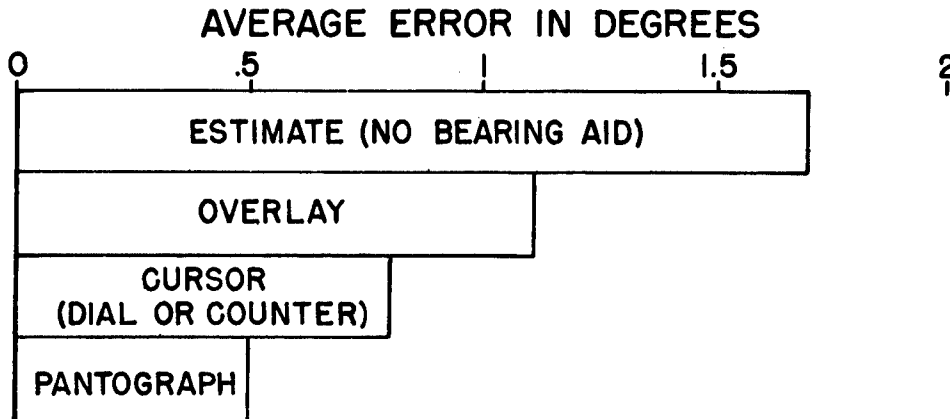 AVERAGE ERROR IN DEGREES
0 .5 1 1.5 2
ESTIMATE (NO BEARING AID)
OVERLAY
CURSOR
(DIAL OR COUNTER)
PANTOGRAPH